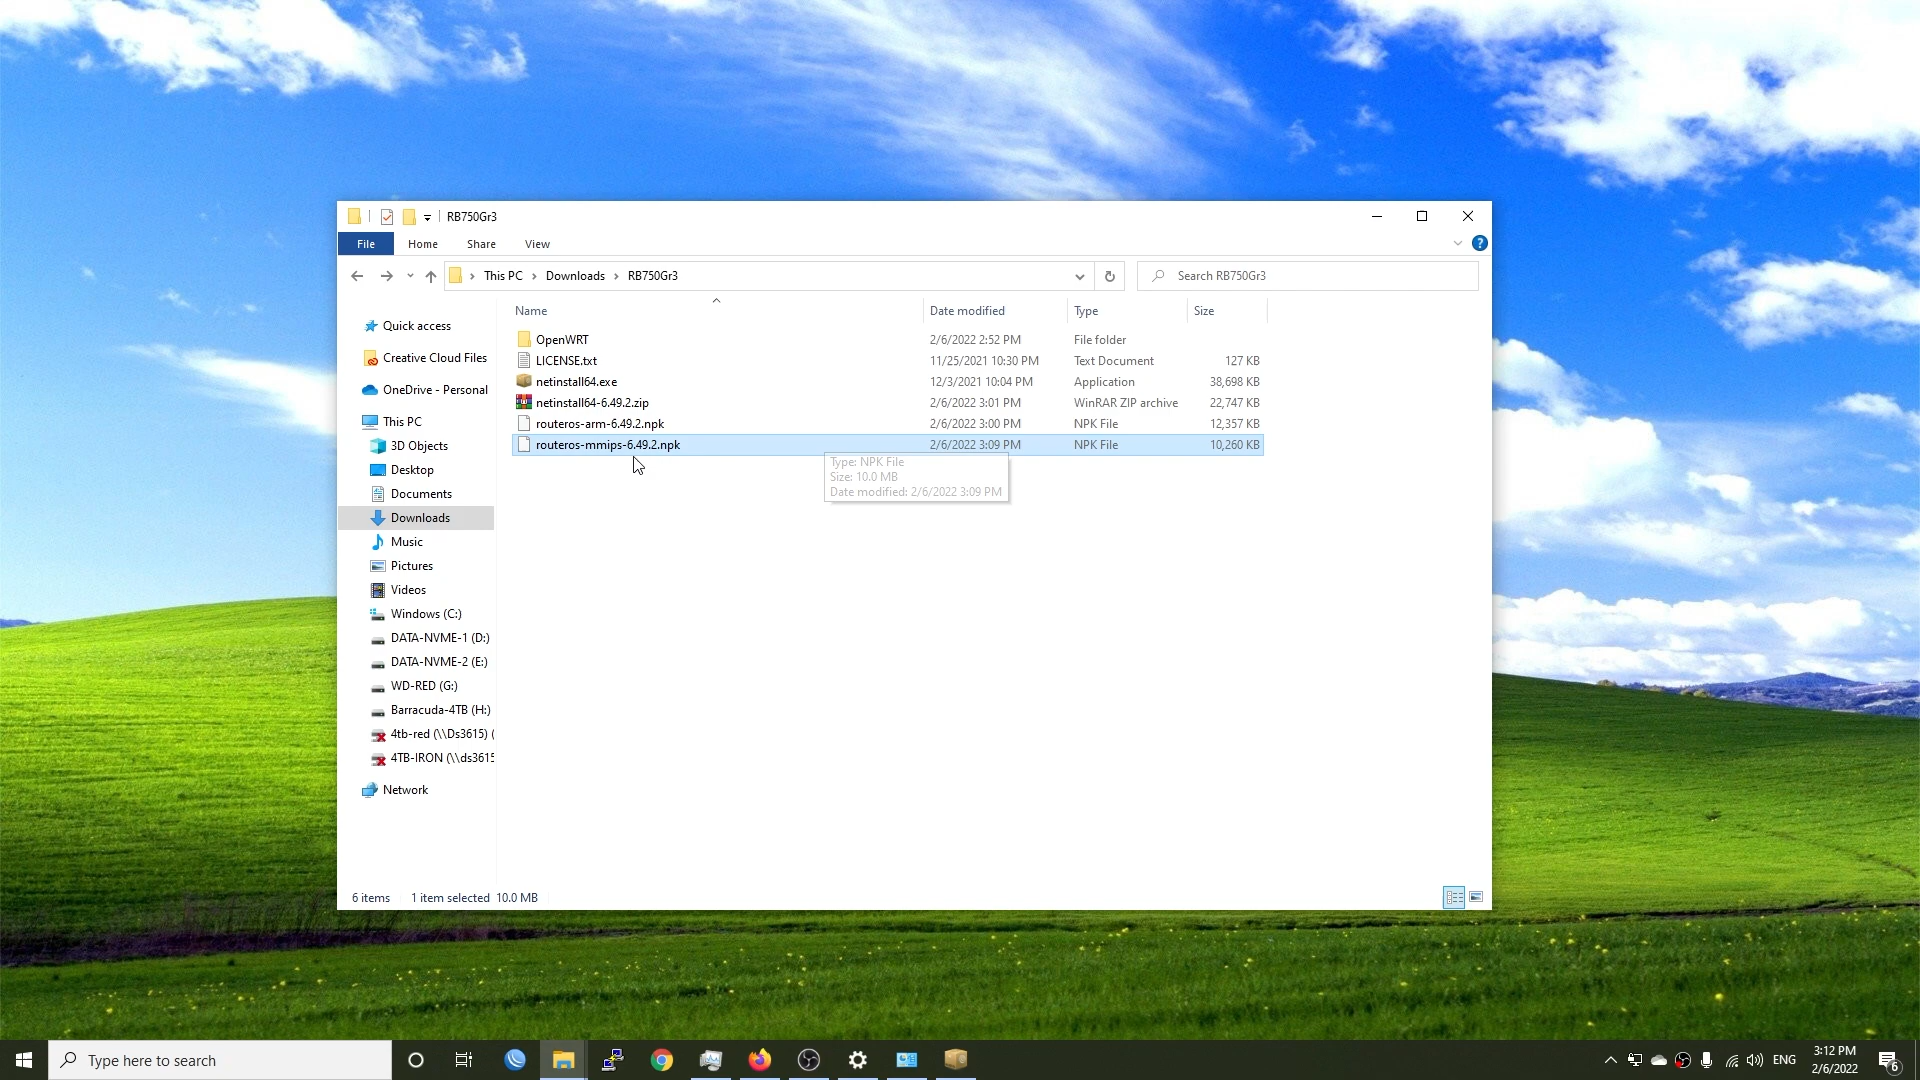 RB750Gr3
File Home Share View
This PC Downloads RB750Gr3
Search RB750Gr3
Name Date modified Type Size
Quick access
Creative Cloud Files
OneDrive - Personal
This PC
3D Objects
Desktop
Documents
Downloads
Music
Pictures
Videos
Windows (C:)
DATA-NVME-1 (D:)
DATA-NVME-2 (E:)
WD-RED (G:)
Barracuda-4TB (H:)
4tb-red (\\Ds3615) (
4TB-IRON (\\ds3615
Network
OpenWRT 2/6/2022 2:52 PM File folder
LICENSE.txt 11/25/2021 10:30 PM Text Document 127 KB
netinstall64.exe 12/3/2021 10:04 PM Application 38,698 KB
netinstall64-6.49.2.zip 2/6/2022 3:01 PM WinRAR ZIP archive 22,747 KB
routeros-arm-6.49.2.npk 2/6/2022 3:00 PM NPK File 12,357 KB
routeros-mmips-6.49.2.npk 2/6/2022 3:09 PM NPK File 10,260 KB
Type: NPK File
Size: 10.0 MB
Date modified: 2/6/2022 3:09 PM
6 items 1 item selected 10.0 MB
Type here to search
ENG
3:12 PM
2/6/2022
6